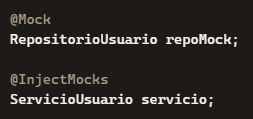 @Mock
RepositorioUsuario repoMock;
@InjectMocks
ServicioUsuario servicio;